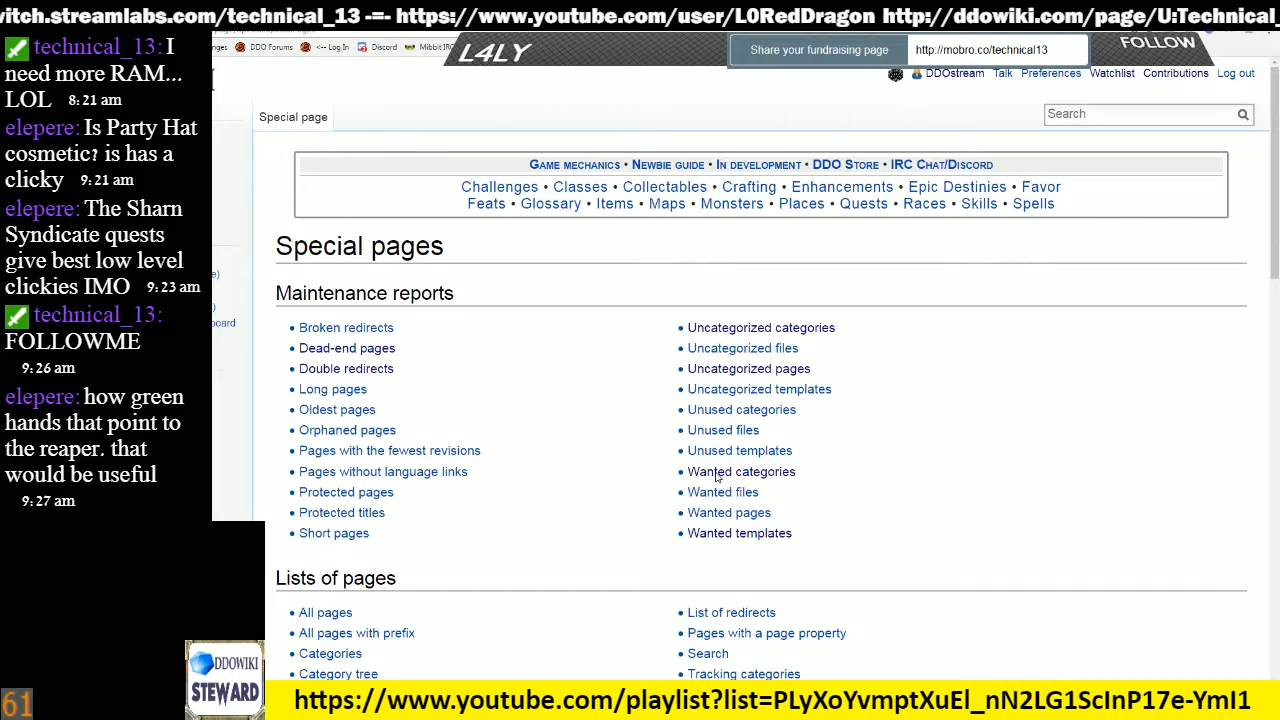 vitch.streamlabs.com/technical_13 -=- https://www.youtube.com/user/L0RedDragon http://ddowiki.com/page/U:Technical_
technical_13: I
need more RAM...
LOL 8:21 am
elepere: Is Party Hat
cosmetic? is has a
clicky 9:21 am
elepere: The Sharn
Syndicate quests
give best low level
clickies IMO 9:23 am
technical_13:
FOLLOWME
9:26 am
elepere: how green
hands that point to
the reaper. that
would be useful
9:27 am
nges DDO Forums <-- Log In Discord Mibbit IRC
L4LY
Share your fundraising page http://mobro.co/technical13
FOLLOW
DDOstream Talk Preferences Watchlist Contributions Log out
Special page
Search
Game mechanics • Newbie guide • In development • DDO Store • IRC Chat/Discord
Challenges • Classes • Collectables • Crafting • Enhancements • Epic Destinies • Favor
Feats • Glossary • Items • Maps • Monsters • Places • Quests • Races • Skills • Spells
Special pages
Maintenance reports
Broken redirects
Dead-end pages
Double redirects
Long pages
Oldest pages
Orphaned pages
Pages with the fewest revisions
Pages without language links
Protected pages
Protected titles
Short pages
Uncategorized categories
Uncategorized files
Uncategorized pages
Uncategorized templates
Unused categories
Unused files
Unused templates
Wanted categories
Wanted files
Wanted pages
Wanted templates
e)
)
board
Lists of pages
All pages
All pages with prefix
Categories
Category tree
List of redirects
Pages with a page property
Search
Tracking categories
DDOWIKI
STEWARD
61
https://www.youtube.com/playlist?list=PLyXoYvmptXuEl_nN2LG1ScInP17e-YmI1